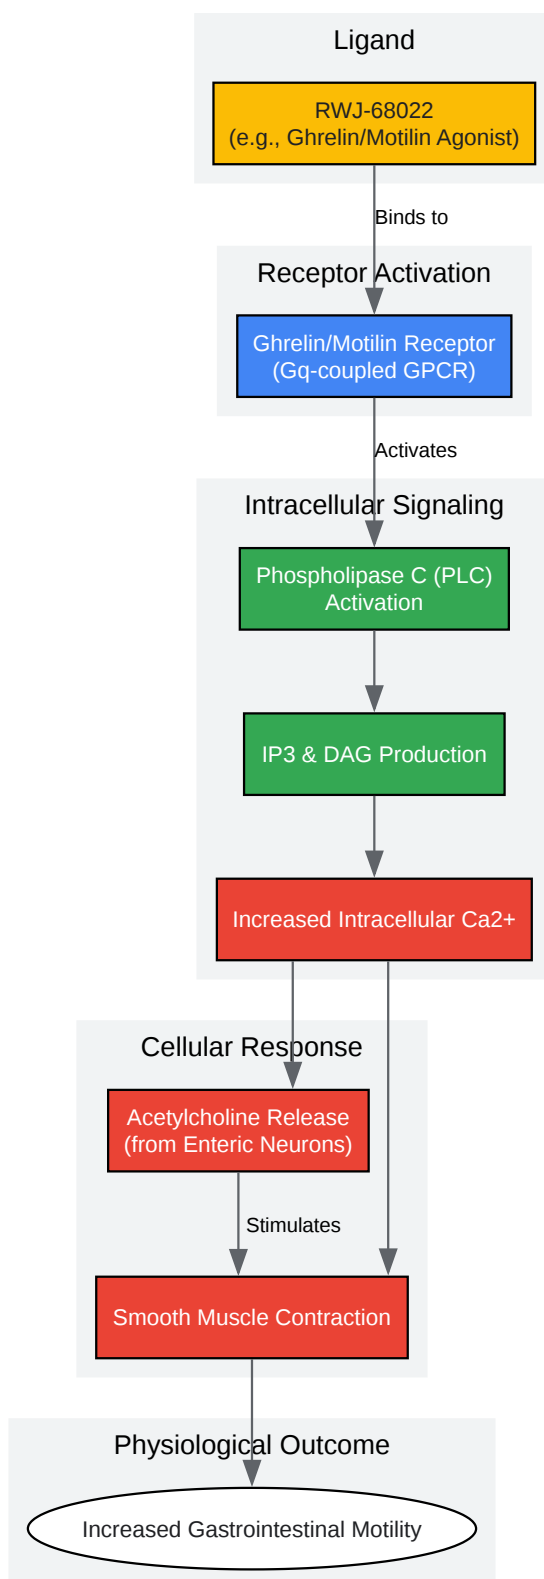 Ligand
RWJ-68022
(e.g., Ghrelin/Motilin Agonist)
Binds to
Receptor Activation
Ghrelin/Motilin Receptor
(Gq-coupled GPCR)
Activates
Intracellular Signaling
Phospholipase C (PLC)
Activation
IP3 & DAG Production
Increased Intracellular Ca2+
Cellular Response
Acetylcholine Release
(from Enteric Neurons)
Stimulates
Smooth Muscle Contraction
Physiological Outcome
Increased Gastrointestinal Motility